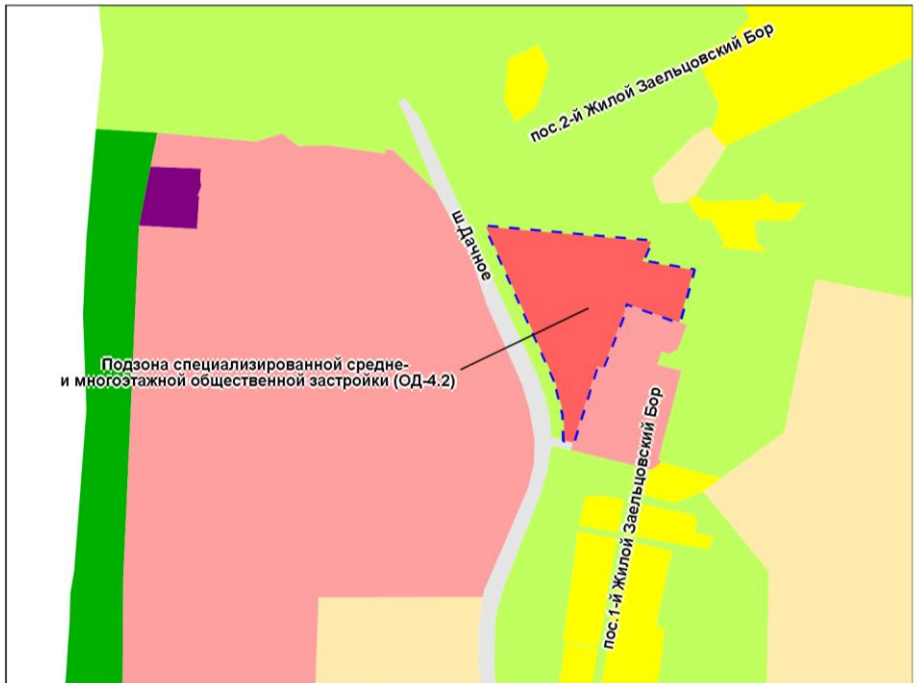 пос.2-й Жилой Заельцовский Бор
ш.Дачное
Подзона специализированной средне-
и многоэтажной общественной застройки (ОД-4.2)
пос.1-й Жилой Заельцовский Бор